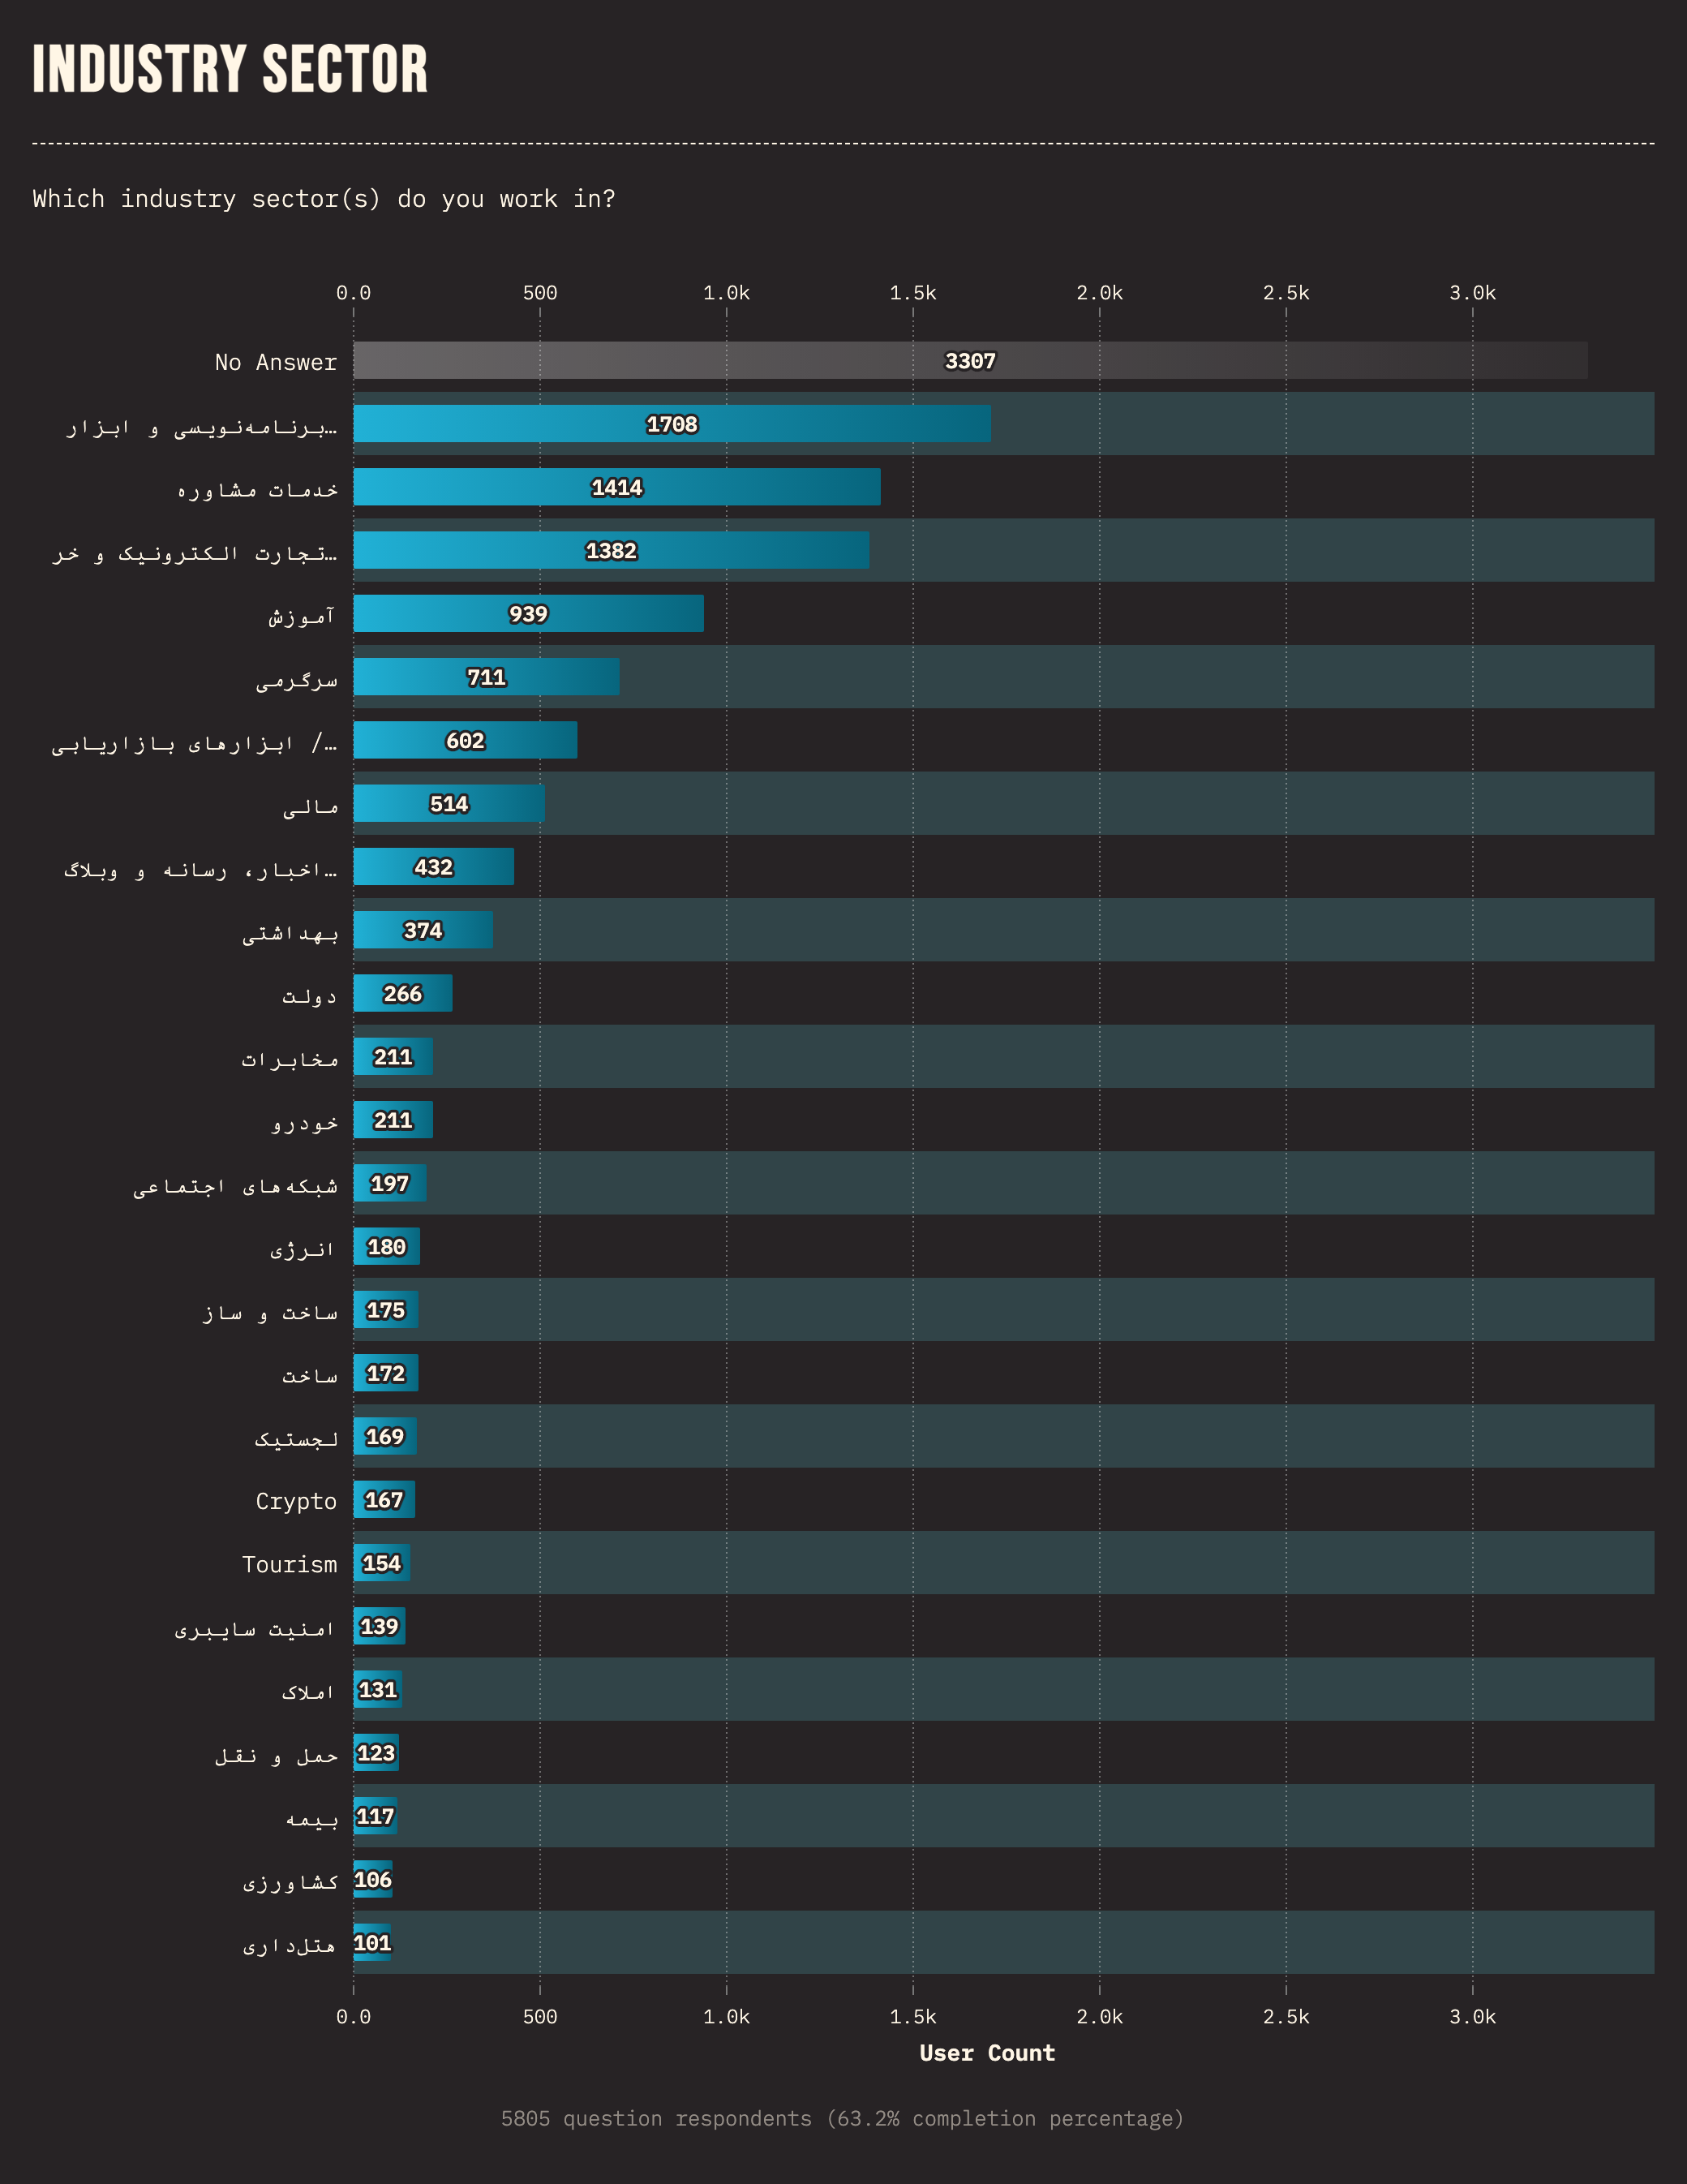 INDUSTRY SECTOR
Which industry sector(s) do you work in?
0.0 500 1.0k 1.5k 2.0k 2.5k 3.0k
No Answer 3307
برنامه‌نویسی و ابزار… 1708
خدمات مشاوره 1414
تجارت الکترونیک و خر… 1382
آموزش 939
سرگرمی 711
ابزارهای بازاریابی /… 602
مالی 514
اخبار، رسانه و وبلاگ… 432
بهداشتی 374
دولت 266
مخابرات 211
خودرو 211
شبکه‌های اجتماعی 197
انرژی 180
ساخت و ساز 175
ساخت 172
لجستیک 169
Crypto 167
Tourism 154
امنیت سایبری 139
املاک 131
حمل و نقل 123
بیمه 117
کشاورزی 106
هتل‌داری 101
0.0 500 1.0k 1.5k 2.0k 2.5k 3.0k
User Count
5805 question respondents (63.2% completion percentage)